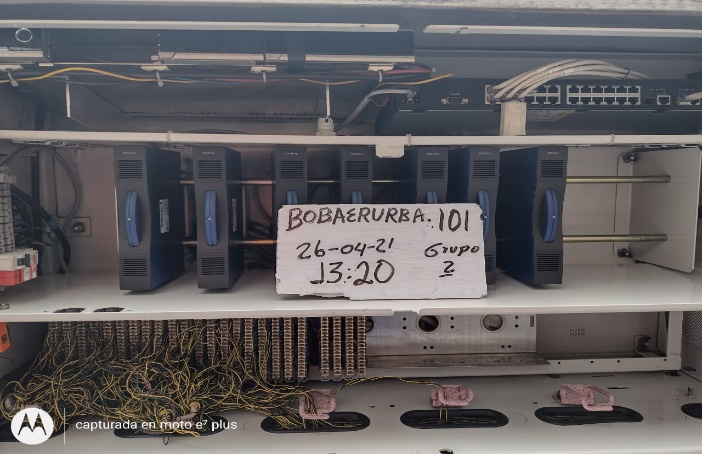 BOBAERURBA.101
26-04-21 Grupo
13:20 2
capturada en moto e⁷ plus